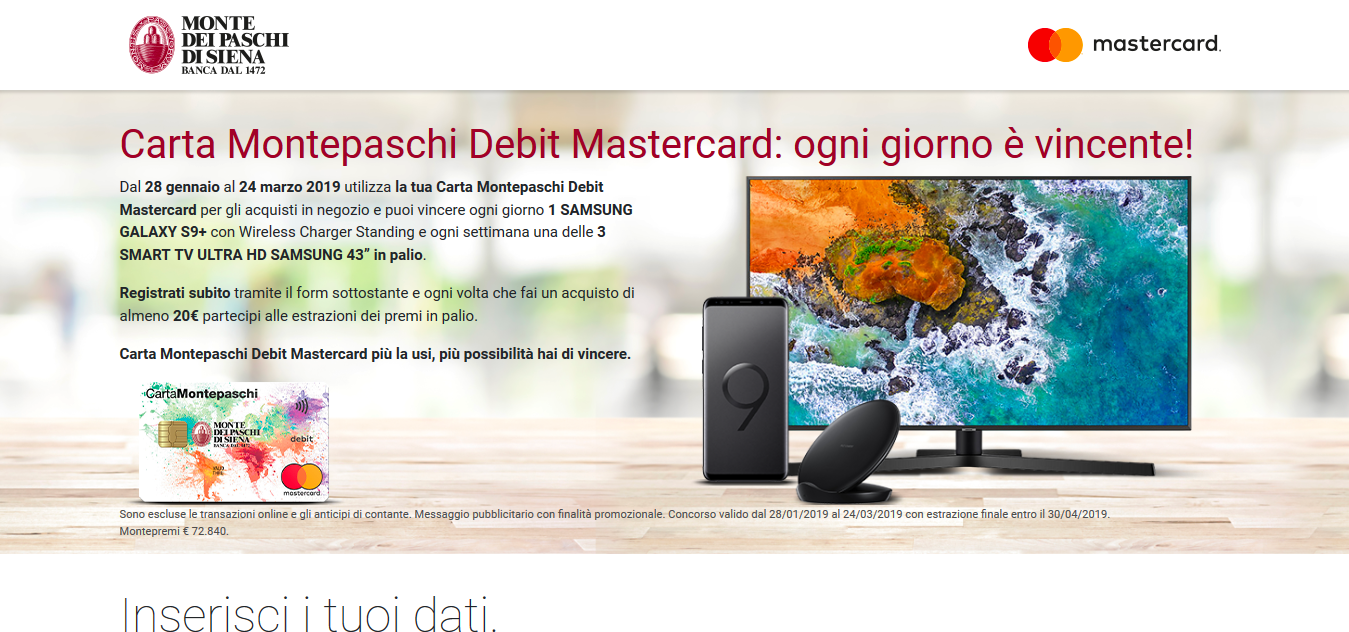 MONTE
DEI PASCHI
DI SIENA
BANCA DAL 1472
mastercard.
Carta Montepaschi Debit Mastercard: ogni giorno è vincente!
Dal 28 gennaio al 24 marzo 2019 utilizza la tua Carta Montepaschi Debit
Mastercard per gli acquisti in negozio e puoi vincere ogni giorno 1 SAMSUNG
GALAXY S9+ con Wireless Charger Standing e ogni settimana una delle 3
SMART TV ULTRA HD SAMSUNG 43” in palio.
Registrati subito tramite il form sottostante e ogni volta che fai un acquisto di
almeno 20€ partecipi alle estrazioni dei premi in palio.
Carta Montepaschi Debit Mastercard più la usi, più possibilità hai di vincere.
CartaMontepaschi
MONTE
DEI PASCHI
DI SIENA
BANCA DAL 1472
debit
VALID
THRU
mastercard.
9
Sono escluse le transazioni online e gli anticipi di contante. Messaggio pubblicitario con finalità promozionale. Concorso valido dal 28/01/2019 al 24/03/2019 con estrazione finale entro il 30/04/2019.
Montepremi € 72.840.
Inserisci i tuoi dati.